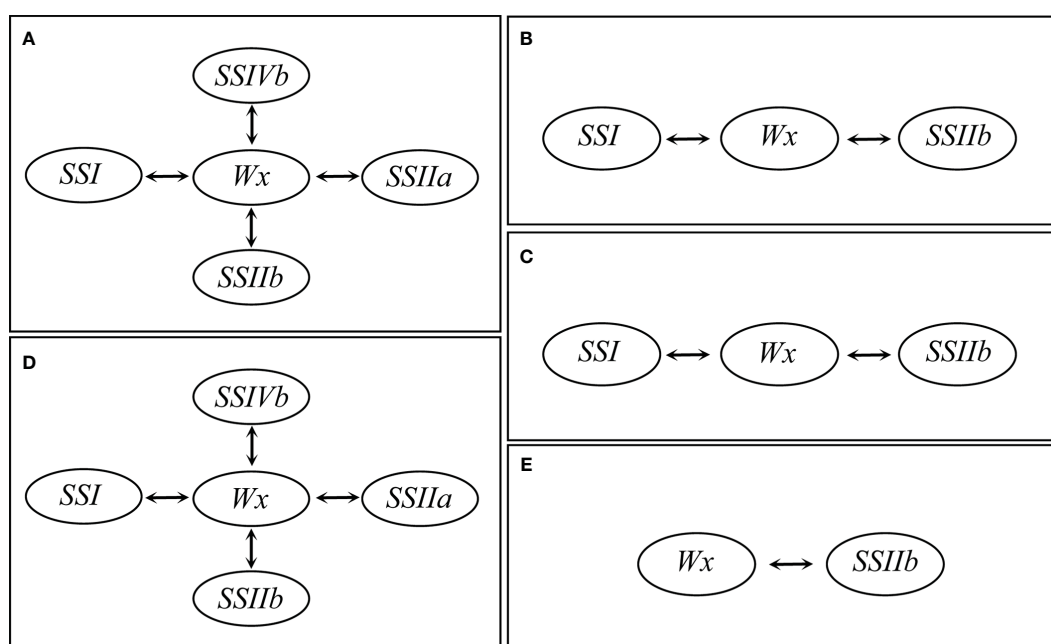 A
SSIVb
SSI Wx SSIIa
SSIIb
B
SSI Wx SSIIb
C
SSI Wx SSIIb
D
SSIVb
SSI Wx SSIIa
SSIIb
E
Wx SSIIb